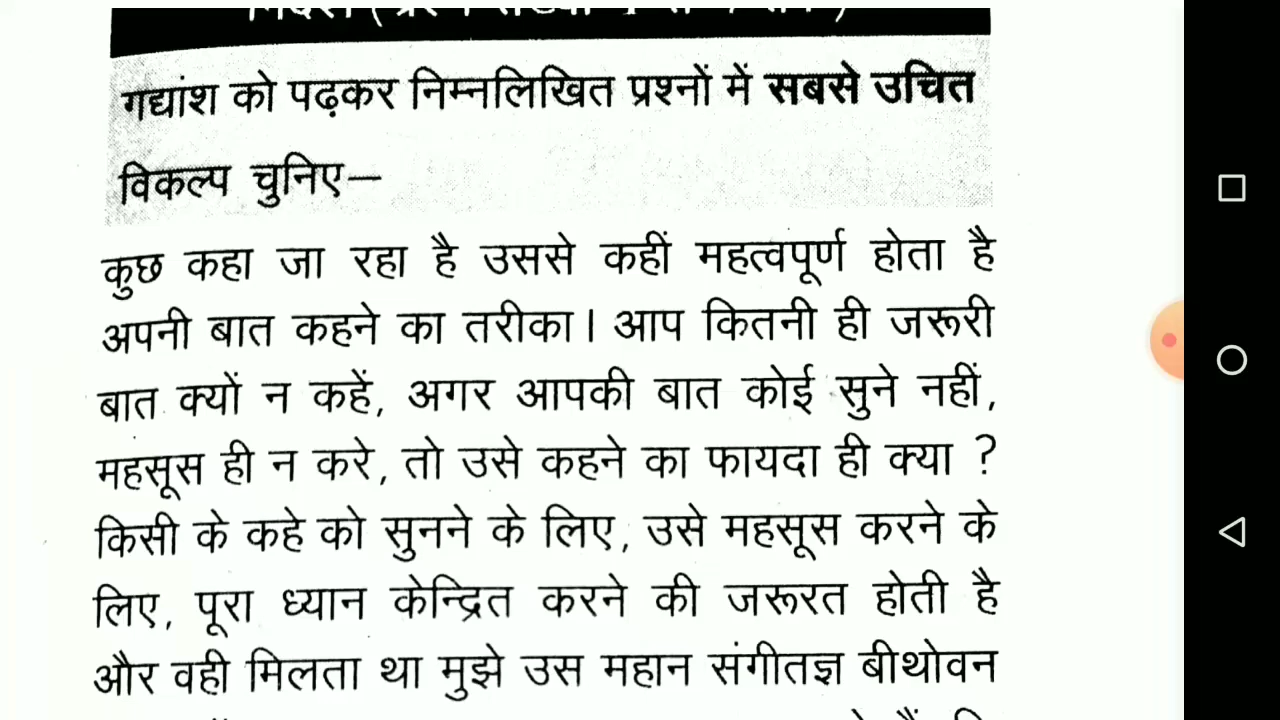 गद्यांश को पढ़कर निम्नलिखित प्रश्नों में सबसे उचित
विकल्प चुनिए—
कुछ कहा जा रहा है उससे कहीं महत्वपूर्ण होता है
अपनी बात कहने का तरीका। आप कितनी ही जरूरी
बात क्यों न कहें, अगर आपकी बात कोई सुने नहीं,
महसूस ही न करे, तो उसे कहने का फायदा ही क्या ?
किसी के कहे को सुनने के लिए, उसे महसूस करने के
लिए, पूरा ध्यान केन्द्रित करने की जरूरत होती है
और वही मिलता था मुझे उस महान संगीतज्ञ बीथोवन